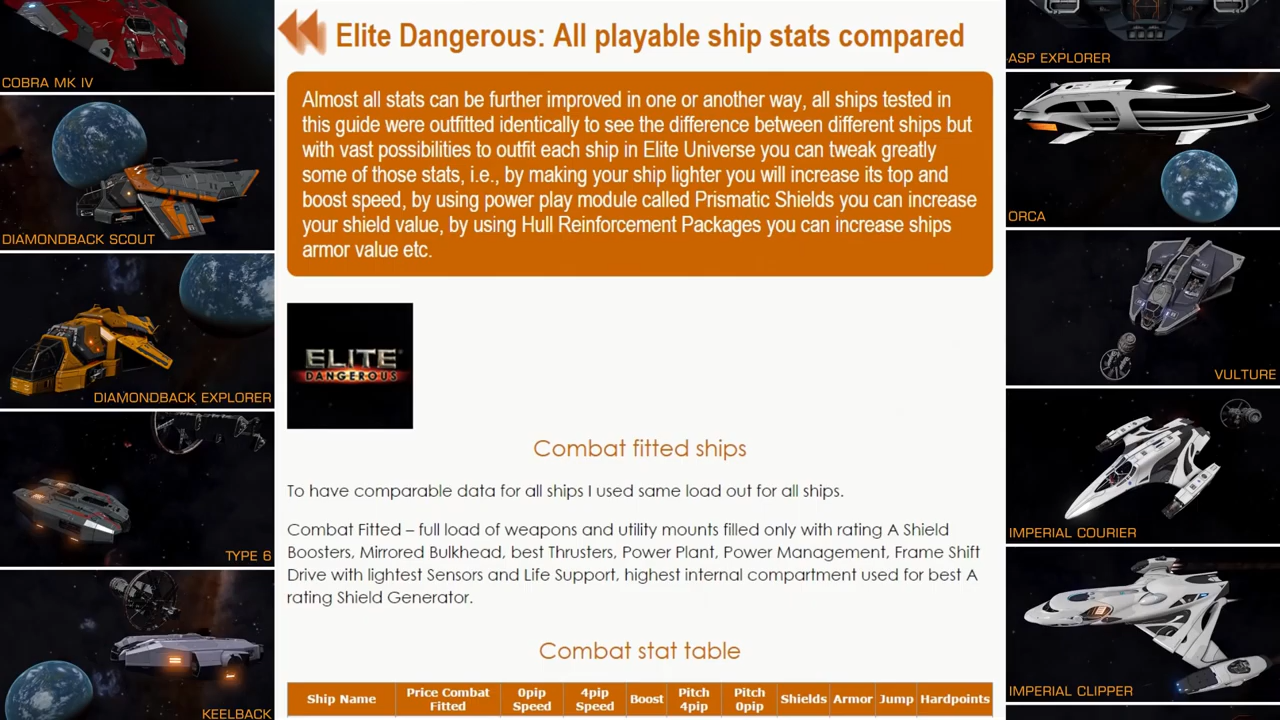 Elite Dangerous: All playable ship stats compared
Almost all stats can be further improved in one or another way, all ships tested in
this guide were outfitted identically to see the difference between different ships but
with vast possibilities to outfit each ship in Elite Universe you can tweak greatly
some of those stats, i.e., by making your ship lighter you will increase its top and
boost speed, by using power play module called Prismatic Shields you can increase
your shield value, by using Hull Reinforcement Packages you can increase ships
armor value etc.
ELITE
DANGEROUS
Combat fitted ships
To have comparable data for all ships I used same load out for all ships.
Combat Fitted – full load of weapons and utility mounts filled only with rating A Shield
Boosters, Mirrored Bulkhead, best Thrusters, Power Plant, Power Management, Frame Shift
Drive with lightest Sensors and Life Support, highest internal compartment used for best A
rating Shield Generator.
Combat stat table
Ship Name
Price Combat
Fitted
0pip
Speed
4pip
Speed
Boost
Pitch
4pip
Pitch
0pip
Shields
Armor
Jump
Hardpoints
COBRA MK IV
DIAMONDBACK SCOUT
DIAMONDBACK EXPLORER
TYPE 6
KEELBACK
ASP EXPLORER
ORCA
VULTURE
IMPERIAL COURIER
IMPERIAL CLIPPER